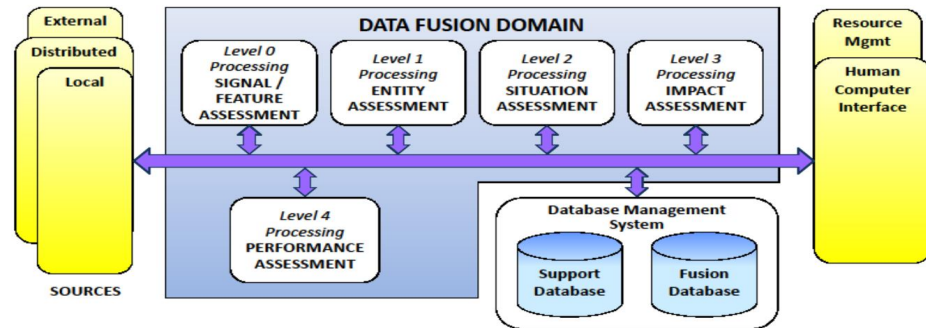 External
Distributed
Local
SOURCES
DATA FUSION DOMAIN
Level 0
Processing
SIGNAL /
FEATURE
ASSESSMENT
Level 1
Processing
ENTITY
ASSESSMENT
Level 2
Processing
SITUATION
ASSESSMENT
Level 3
Processing
IMPACT
ASSESSMENT
Level 4
Processing
PERFORMANCE
ASSESSMENT
Database Management
System
Support
Database
Fusion
Database
Resource
Mgmt
Human
Computer
Interface